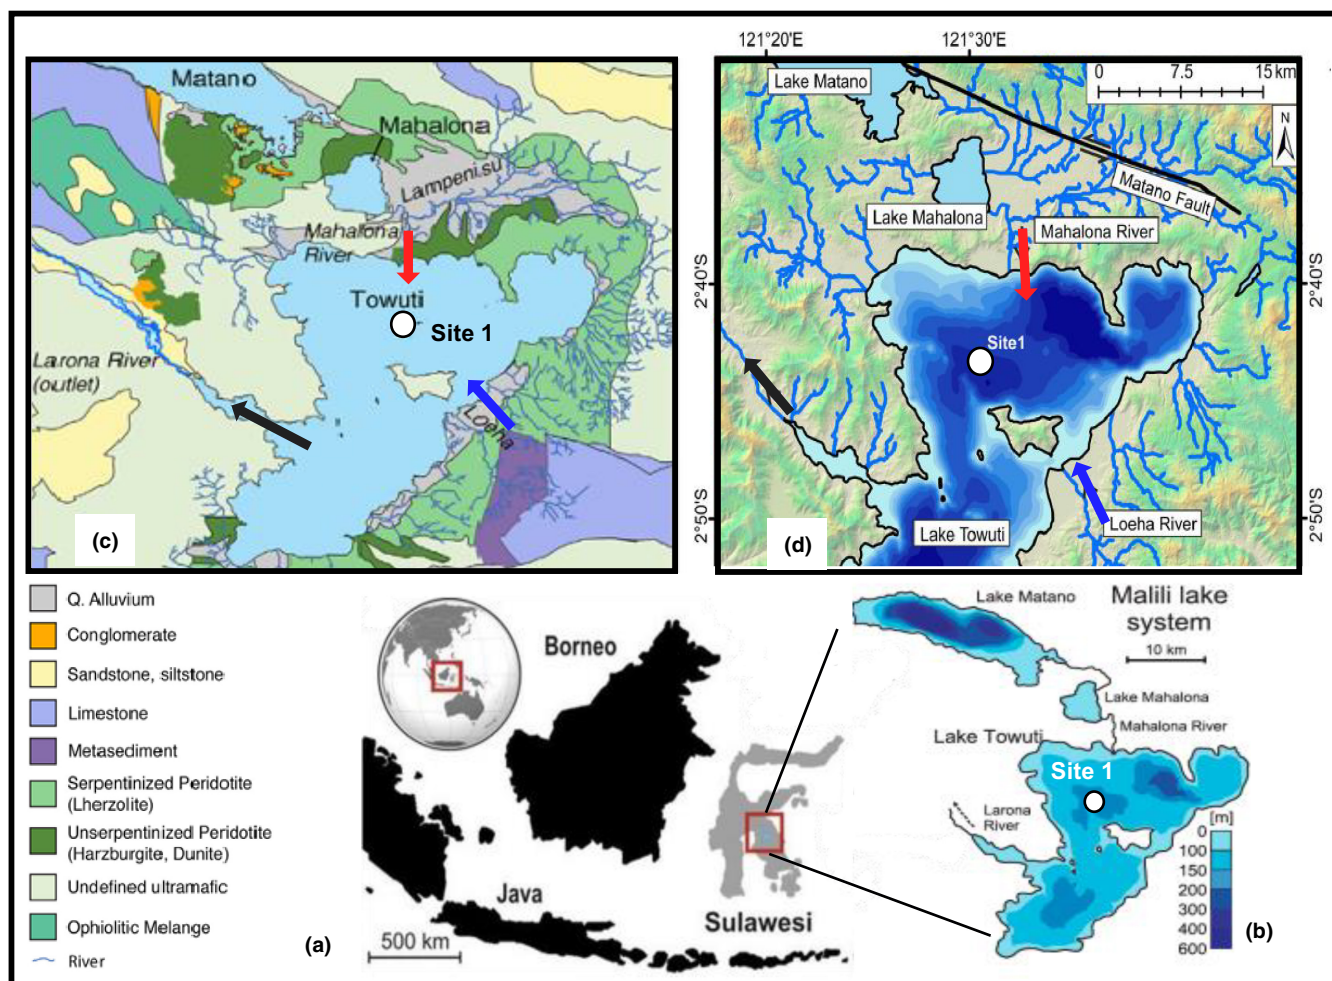 Matano
Mahalona
Lampenisu
Mahalona
River
Towuti
Site 1
Larona River
(outlet)
Loeha
(c)
121°20'E
121°30'E
Lake Matano
0
7.5
15 km
N
Matano Fault
Lake Mahalona
Mahalona River
2°40'S
2°40'S
Site1
2°50'S
2°50'S
Lake Towuti
Loeha River
(d)
Q. Alluvium
Conglomerate
Sandstone, siltstone
Limestone
Metasediment
Serpentinized Peridotite
(Lherzolite)
Unserpentinized Peridotite
(Harzburgite, Dunite)
Undefined ultramafic
Ophiolitic Melange
River
Borneo
Java
Sulawesi
500 km
(a)
Lake Matano
Malili lake
system
10 km
Lake Mahalona
Mahalona River
Lake Towuti
Site 1
Larona
River
[m]
0
100
150
200
300
400
600
(b)